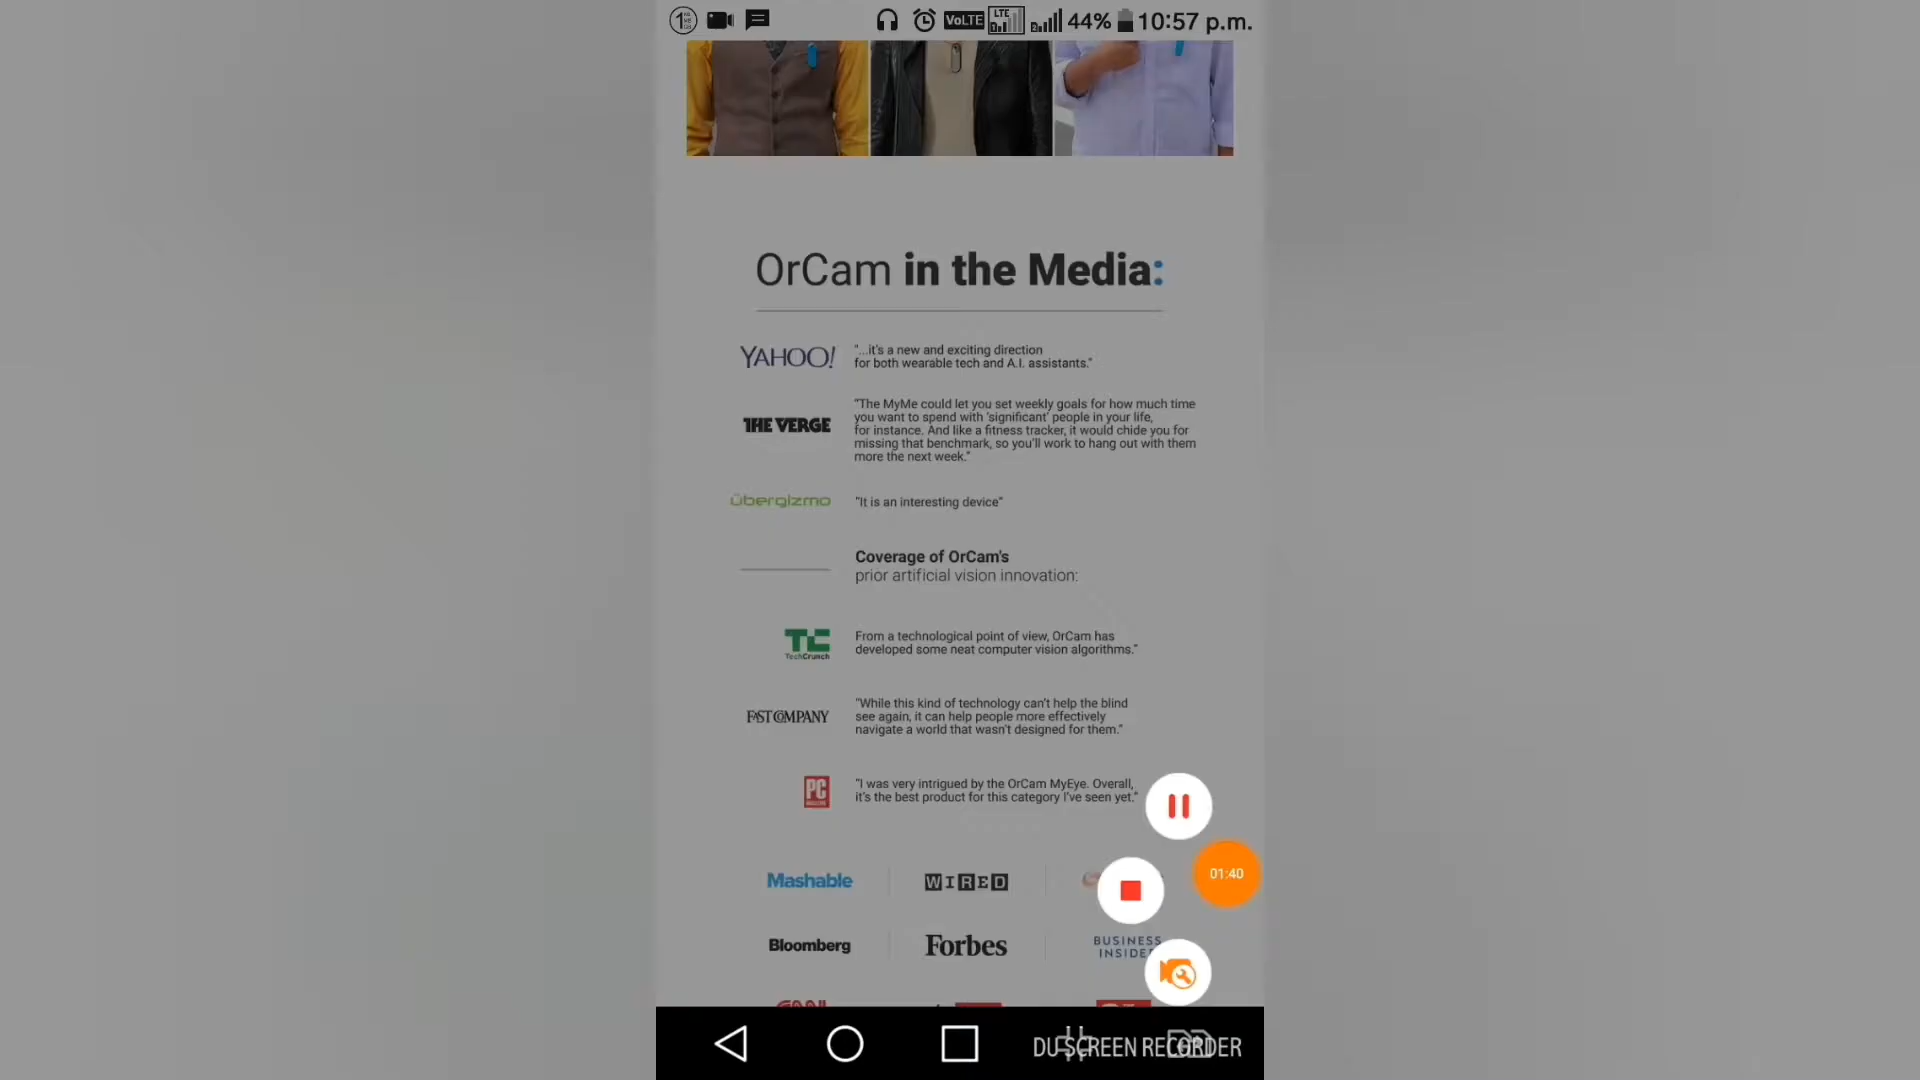 VoLTE LTE 44% 10:57 p.m.
OrCam in the Media:
YAHOO! "...it's a new and exciting direction
for both wearable tech and A.I. assistants."
THE VERGE "The MyMe could let you set weekly goals for how much time
you want to spend with 'significant' people in your life,
for instance. And like a fitness tracker, it would chide you for
missing that benchmark, so you'll work to hang out with them
more the next week."
übergizmo "It is an interesting device"
Coverage of OrCam's
prior artificial vision innovation:
TC
TechCrunch
From a technological point of view, OrCam has
developed some neat computer vision algorithms."
FAST COMPANY "While this kind of technology can't help the blind
see again, it can help people more effectively
navigate a world that wasn't designed for them."
PC "I was very intrigued by the OrCam MyEye. Overall,
it's the best product for this category I've seen yet."
01:40
Mashable WIRED
Bloomberg Forbes BUSINESS
INSIDER
CNN
DU SCREEN RECORDER